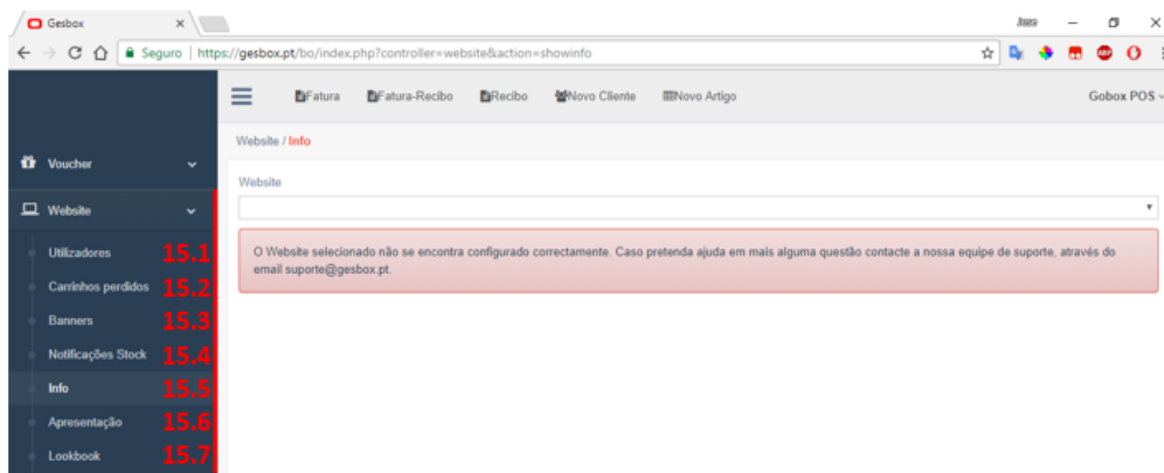 Gesbox
Seguro | https://gesbox.pt/bo/index.php?controller=website&action=showinfo
Fatura Fatura-Recibo Recibo Novo Cliente Novo Artigo Gobox POS
Website / Info
Voucher
Website
Website
O Website selecionado não se encontra configurado correctamente. Caso pretenda ajuda em mais alguma questão contacte a nossa equipe de suporte, através do
email suporte@gesbox.pt.
Utilizadores 15.1
Carrinhos perdidos 15.2
Banners 15.3
Notificações Stock 15.4
Info 15.5
Apresentação 15.6
Lookbook 15.7